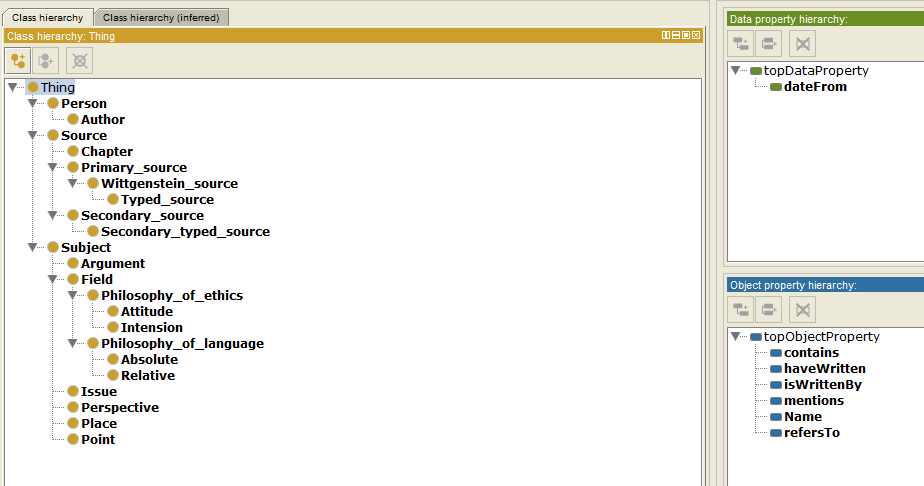 Class hierarchy
Class hierarchy (inferred)
Class hierarchy: Thing
Thing
Person
Author
Source
Chapter
Primary_source
Wittgenstein_source
Typed_source
Secondary_source
Secondary_typed_source
Subject
Argument
Field
Philosophy_of_ethics
Attitude
Intension
Philosophy_of_language
Absolute
Relative
Issue
Perspective
Place
Point
Data property hierarchy:
topDataProperty
dateFrom
Object property hierarchy:
topObjectProperty
contains
haveWritten
isWrittenBy
mentions
Name
refersTo